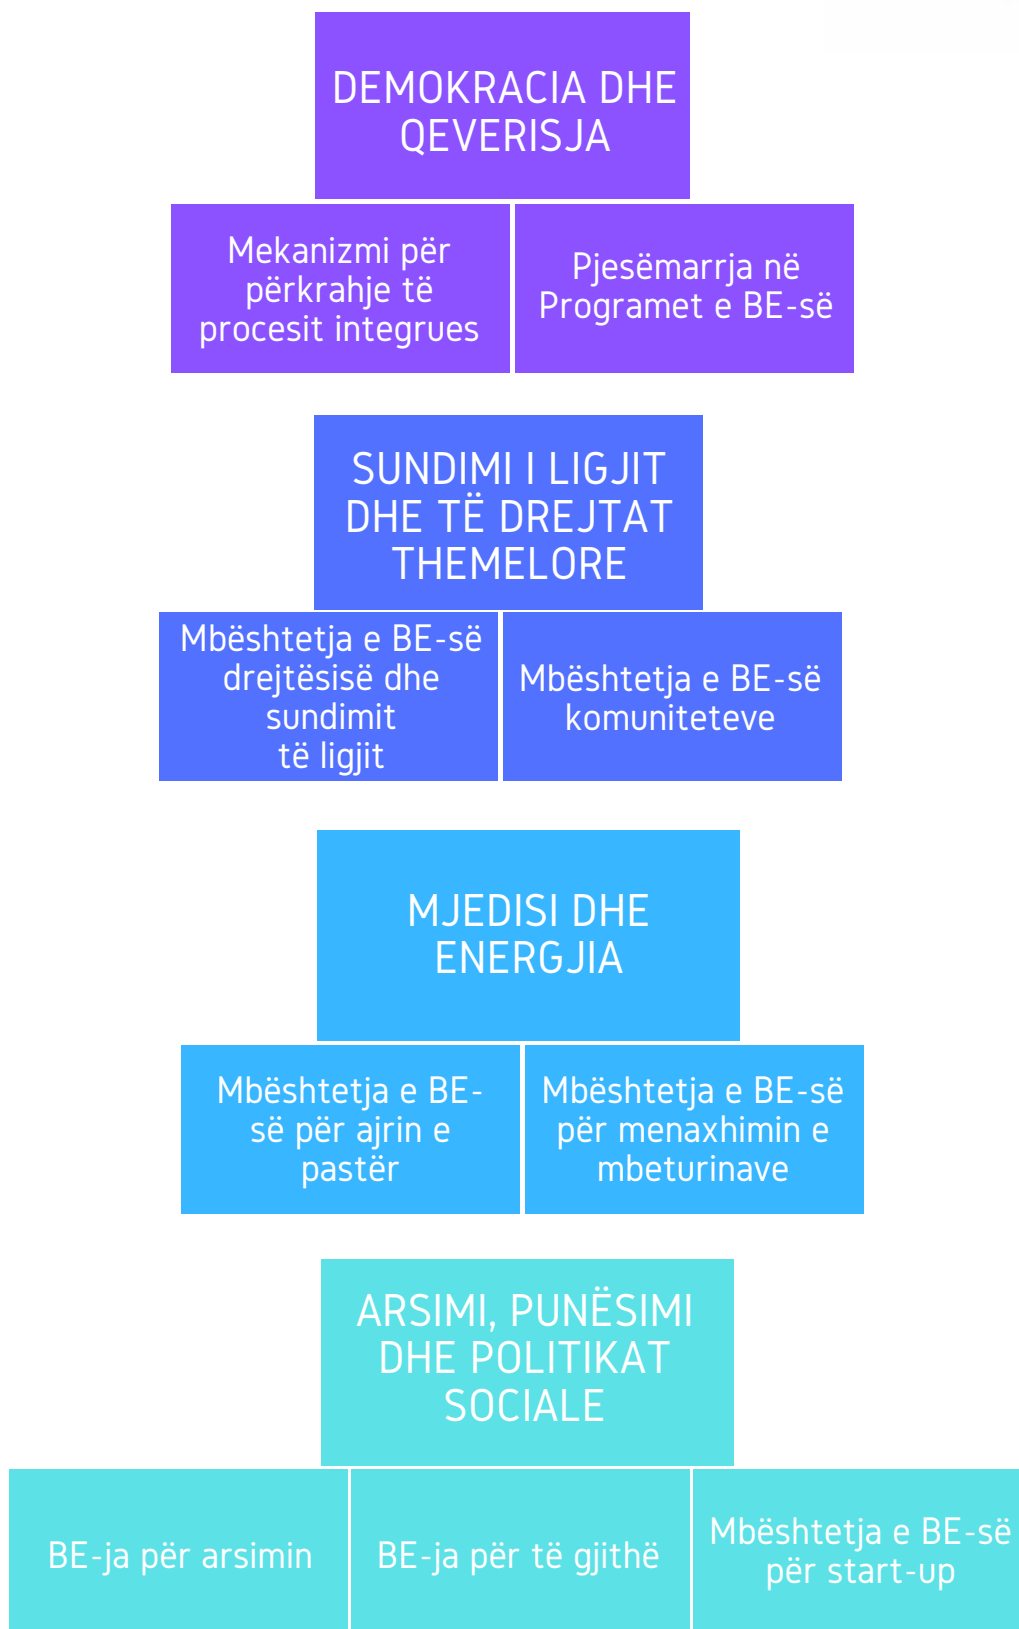 DEMOKRACIA DHE
QEVERISJA
Mekanizmi për
përkrahje të
procesit integrues
Pjesëmarrja në
Programet e BE-së
SUNDIMI I LIGJIT
DHE TË DREJTAT
THEMELORE
Mbështetja e BE-së
drejtësisë dhe
sundimit
të ligjit
Mbështetja e BE-së
komuniteteve
MJEDISI DHE
ENERGJIA
Mbështetja e BE-
së për ajrin e
pastër
Mbështetja e BE-së
për menaxhimin e
mbeturinave
ARSIMI, PUNËSIMI
DHE POLITIKAT
SOCIALE
BE-ja për arsimin
BE-ja për të gjithë
Mbështetja e BE-së
për start-up